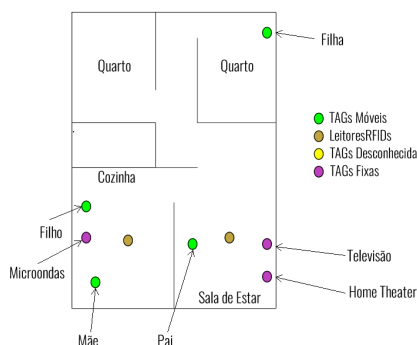 Filha
Quarto
Quarto
TAGs Móveis
LeitoresRFIDs
TAGs Desconhecida
TAGs Fixas
Cozinha
Filho
Microondas
Televisão
Home Theater
Sala de Estar
Mãe
Pai